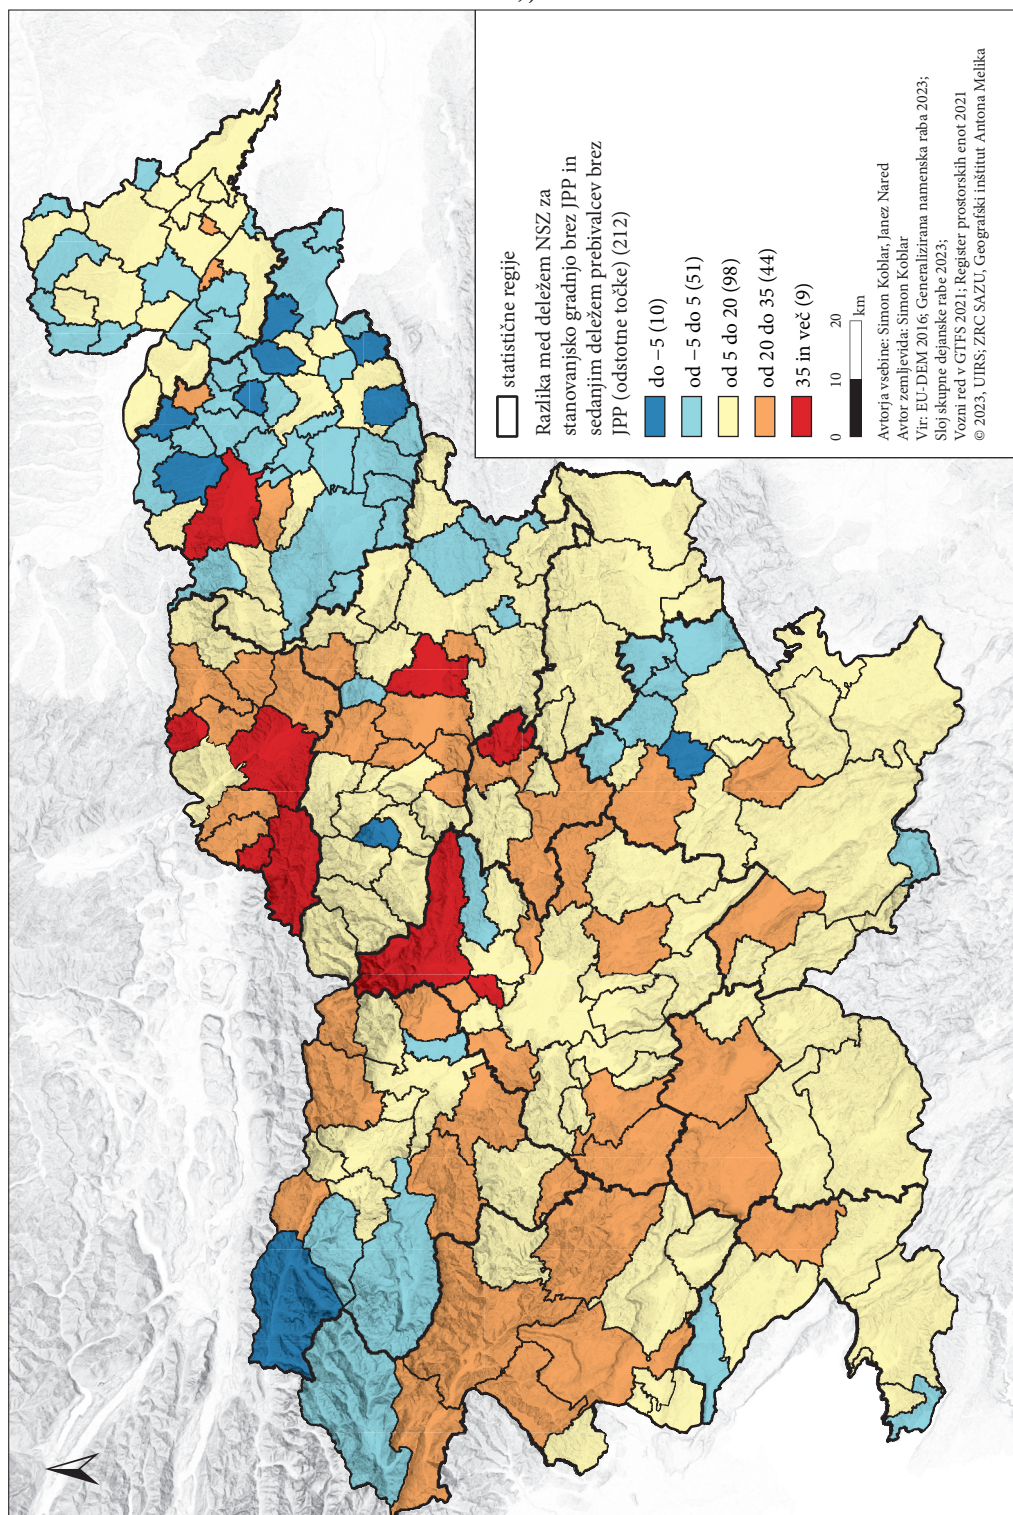 statistične regije
Razlika med deležem NSZ za
stanovanjsko gradnjo brez JPP in
sedanjim deležem prebivalcev brez
JPP (odstotne točke) (212)
do –5 (10)
od –5 do 5 (51)
od 5 do 20 (98)
od 20 do 35 (44)
35 in več (9)
0 10 20
km
Avtorja vsebine: Simon Koblar, Janez Nared
Avtor zemljevida: Simon Koblar
Vir: EU-DEM 2016; Generalizirana namenska raba 2023;
Sloj skupne dejanske rabe 2023;
Vozni red v GTFS 2021; Register prostorskih enot 2021
© 2023, UIRS; ZRC SAZU, Geografski inštitut Antona Melika